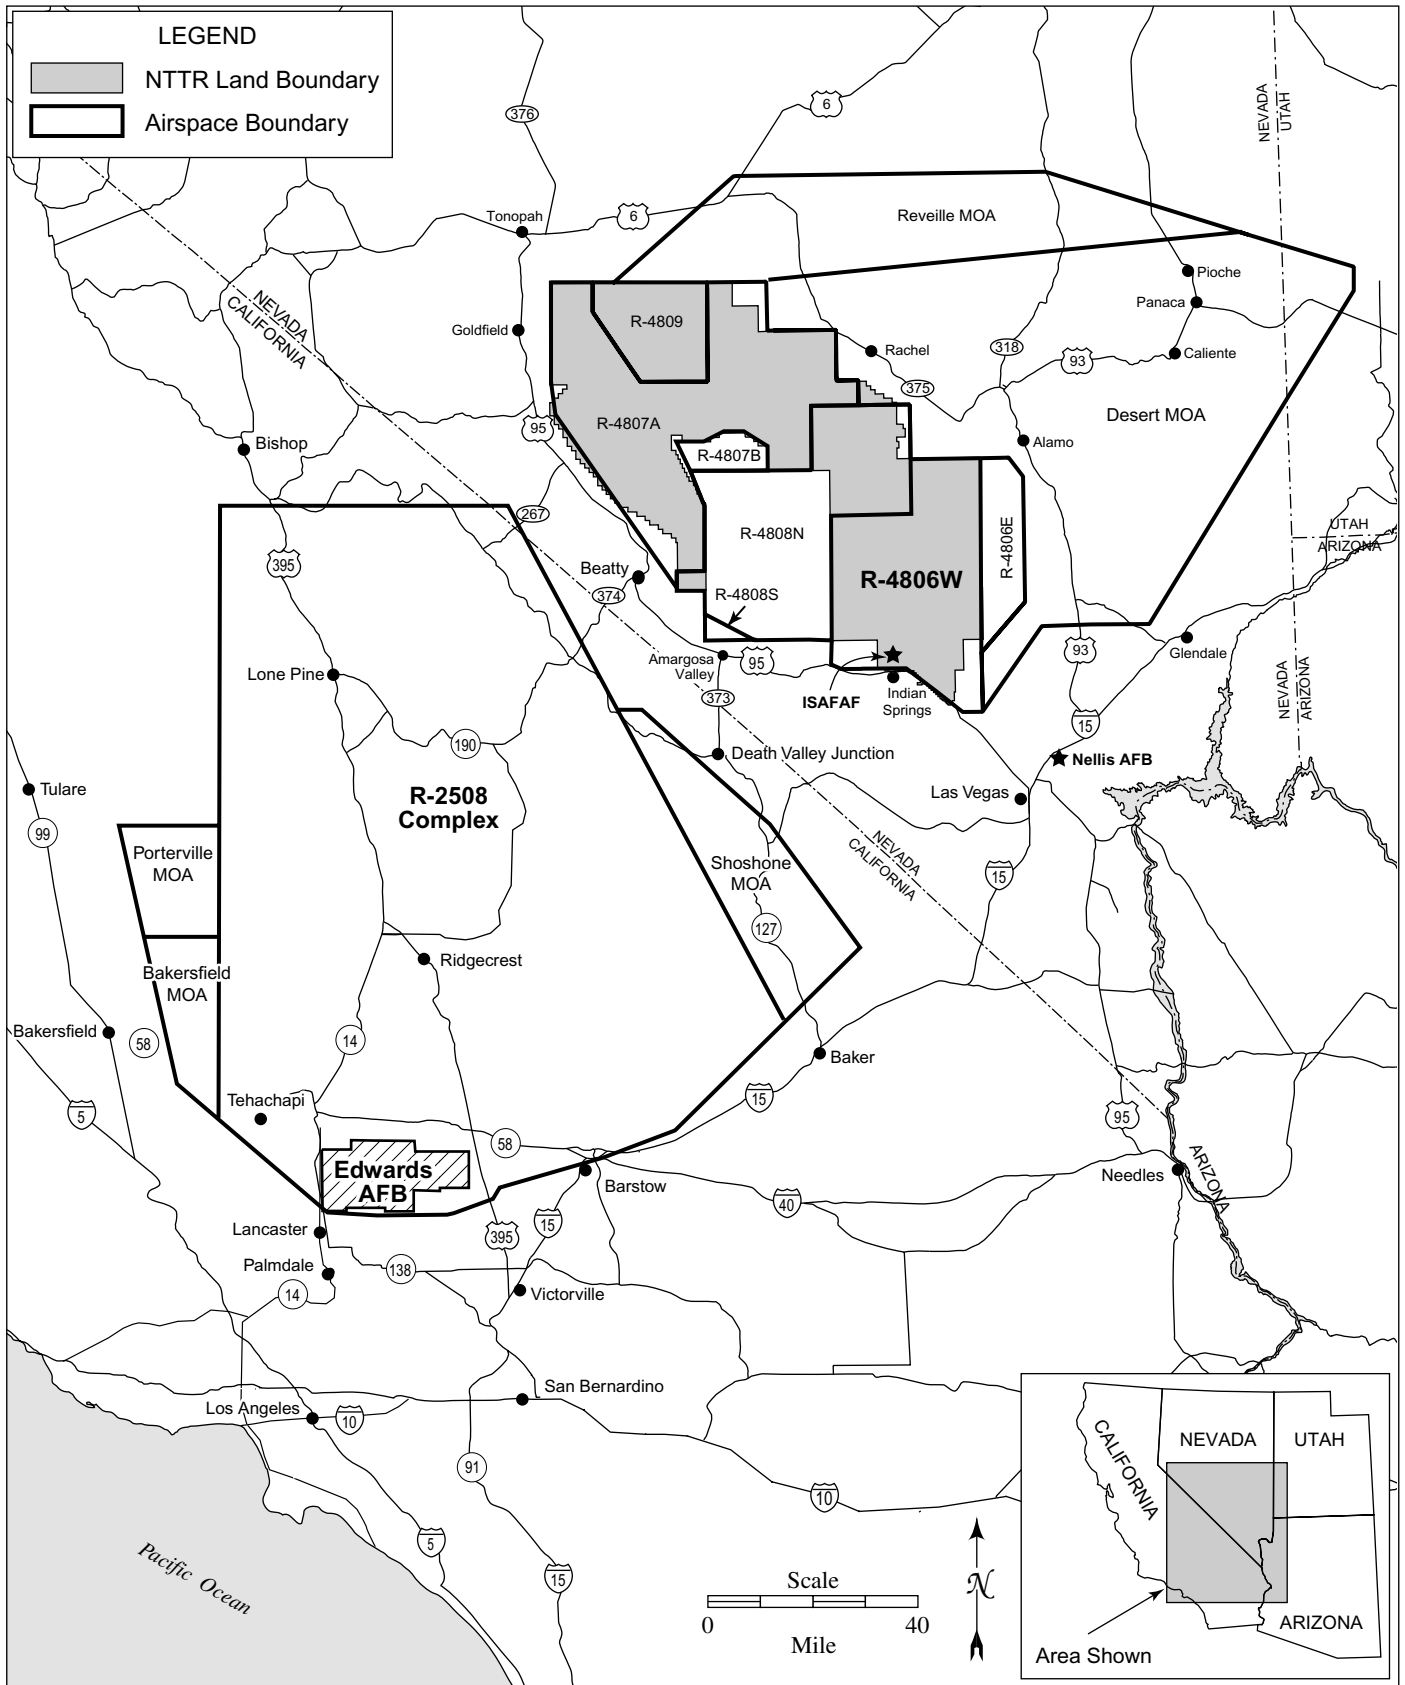 LEGEND
NTTR Land Boundary
Airspace Boundary
376
6
NEVADA
UTAH
Tonopah
6
Reveille MOA
Pioche
Panaca
NEVADA
CALIFORNIA
Goldfield
R-4809
Rachel
318
93
Caliente
375
95
R-4807A
Desert MOA
Bishop
R-4807B
Alamo
267
R-4808N
R-4806E
UTAH
ARIZONA
395
Beatty
374
R-4808S
R-4806W
Amargosa
Valley
95
93
Glendale
Lone Pine
373
ISAFAF
Indian
Springs
NEVADA
ARIZONA
15
190
Death Valley Junction
Nellis AFB
Tulare
R-2508
Complex
Las Vegas
99
Porterville
MOA
Shoshone
MOA
NEVADA
CALIFORNIA
15
127
Ridgecrest
Bakersfield
MOA
Bakersfield
58
14
Baker
Tehachapi
5
15
95
58
Edwards
AFB
Barstow
Needles
ARIZONA
40
Lancaster
395
15
Palmdale
138
14
Victorville
San Bernardino
Los Angeles
10
91
10
5
15
Pacific Ocean
Scale
0
40
Mile
N
CALIFORNIA
NEVADA
UTAH
ARIZONA
Area Shown